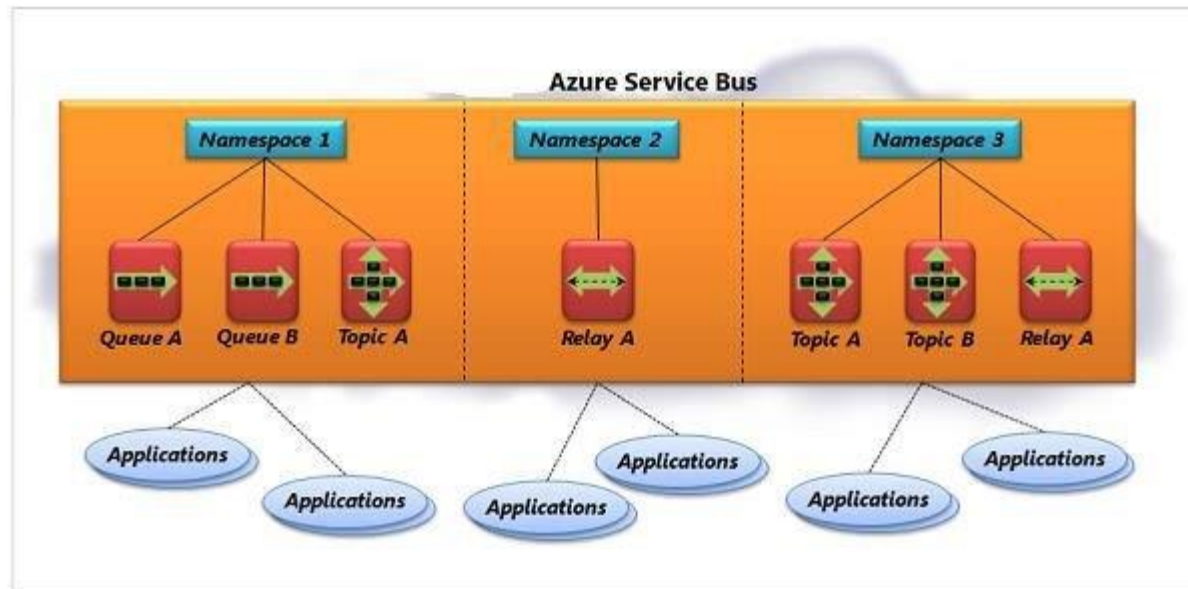 Azure Service Bus
Namespace 1
Namespace 2
Namespace 3
Queue A
Queue B
Topic A
Relay A
Topic A
Topic B
Relay A
Applications
Applications
Applications
Applications
Applications
Applications